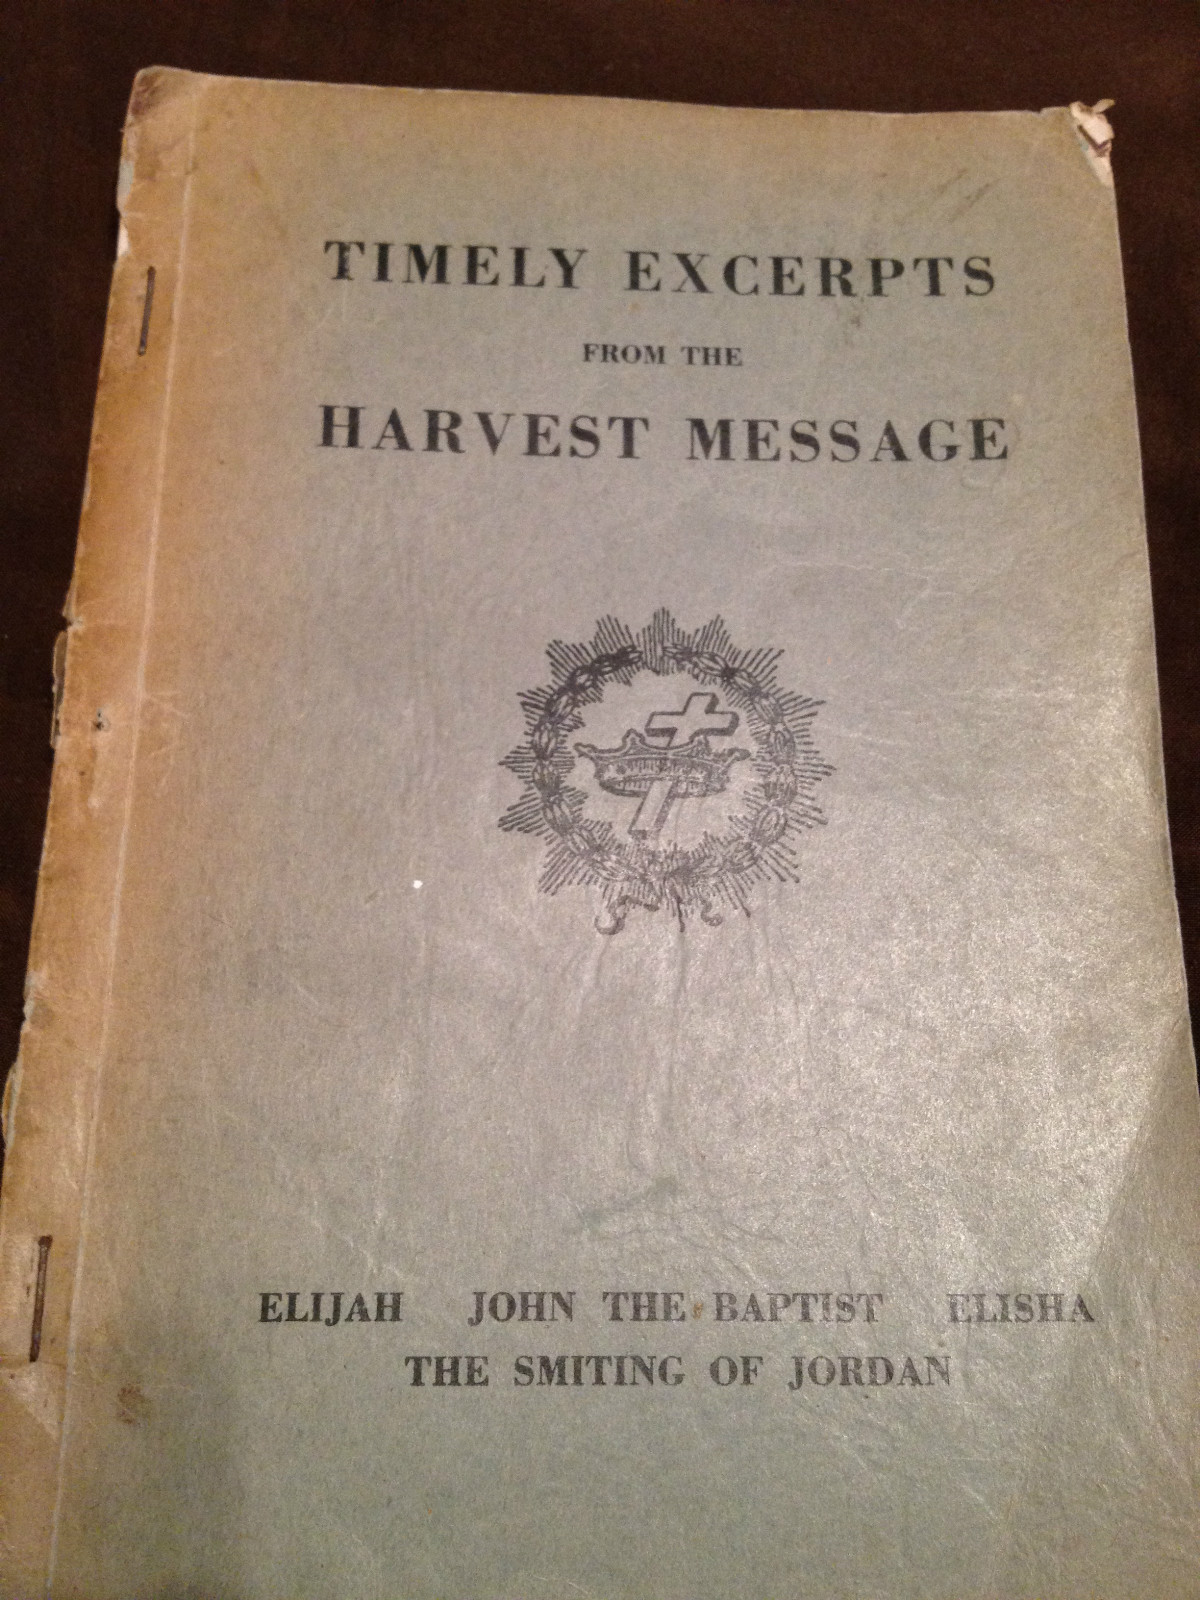 TIMELY EXCERPTS
FROM THE
HARVEST MESSAGE
ELIJAH JOHN THE BAPTIST ELISHA
THE SMITING OF JORDAN